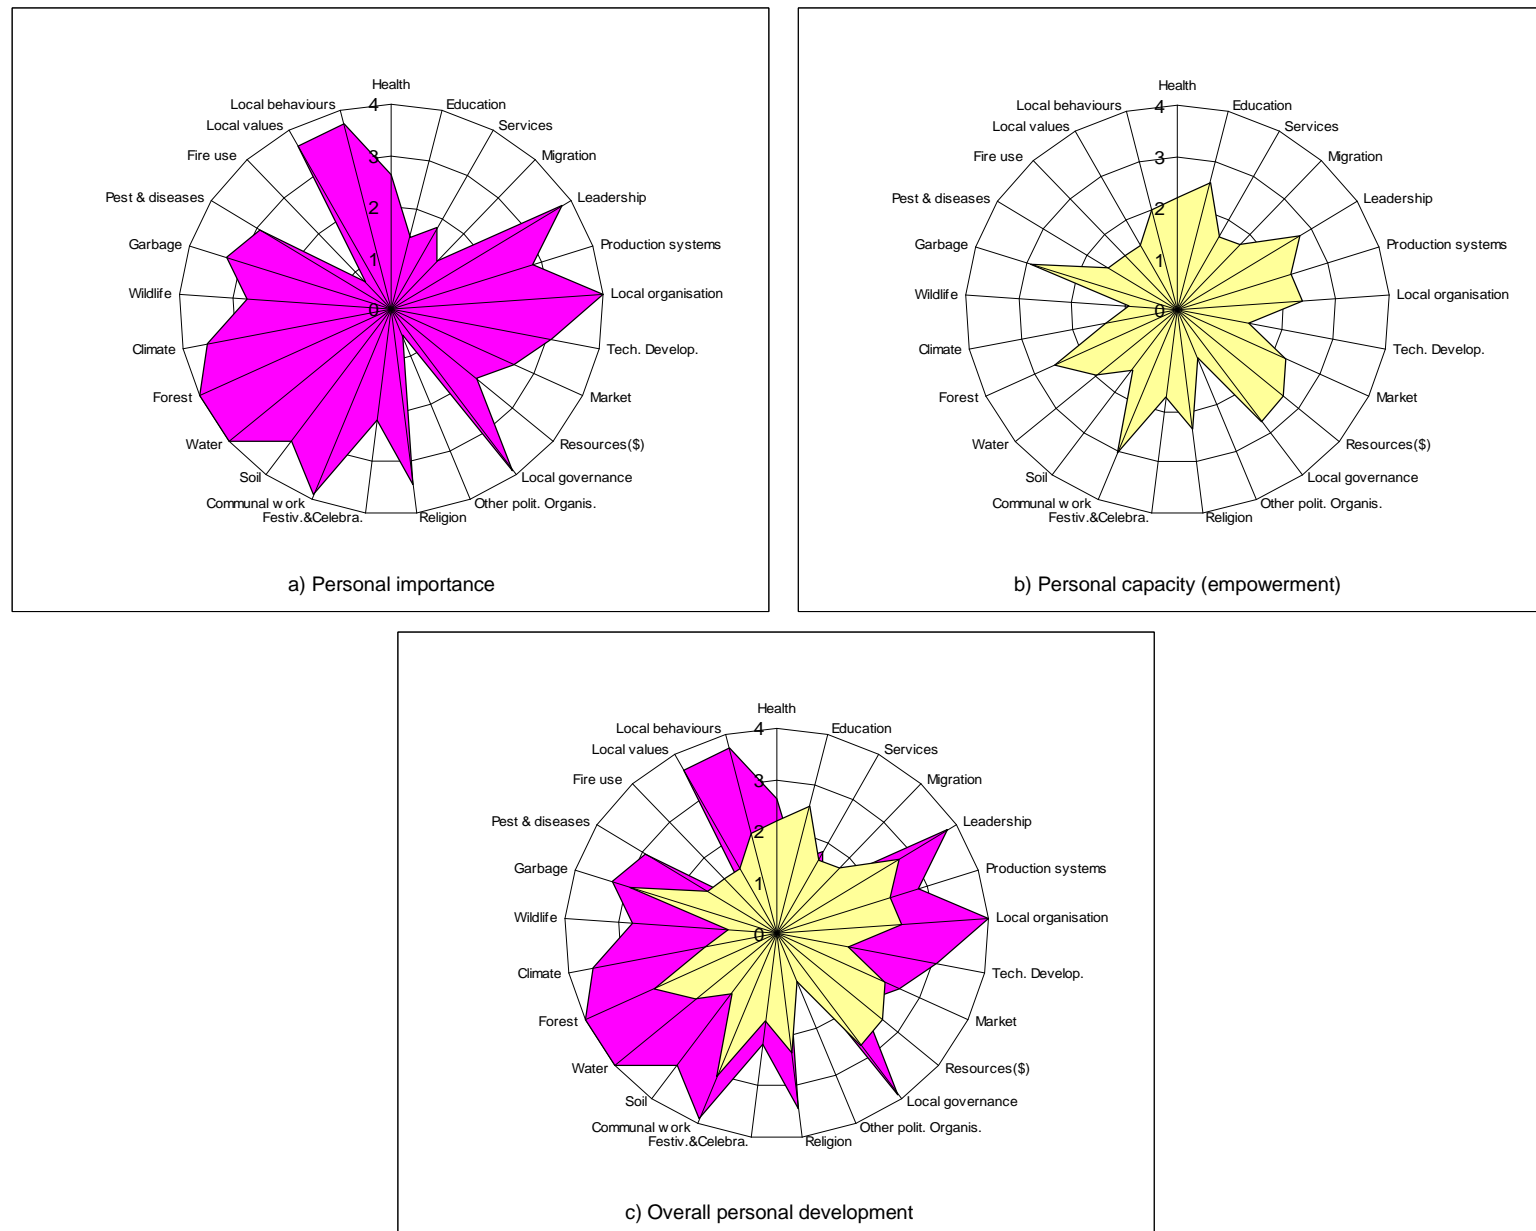 Health
Local behaviours
4
Education
Local values
Services
Fire use
3
Migration
Pest & diseases
2
Leadership
Garbage
1
Production systems
Wildlife
0
Local organisation
Climate
Tech. Develop.
Forest
Market
Water
Resources($)
Soil
Local governance
Communal work
Other polit. Organis.
Festiv.&Celebra.
Religion
a) Personal importance
Health
Local behaviours
4
Education
Local values
Services
Fire use
3
Migration
Pest & diseases
2
Leadership
Garbage
1
Production systems
Wildlife
0
Local organisation
Climate
Tech. Develop.
Forest
Market
Water
Resources($)
Soil
Local governance
Communal work
Other polit. Organis.
Festiv.&Celebra.
Religion
b) Personal capacity (empowerment)
Health
Local behaviours
4
Education
Local values
Services
Fire use
3
Migration
Pest & diseases
2
Leadership
Garbage
1
Production systems
Wildlife
0
Local organisation
Climate
Tech. Develop.
Forest
Market
Water
Resources($)
Soil
Local governance
Communal work
Other polit. Organis.
Festiv.&Celebra.
Religion
c) Overall personal development